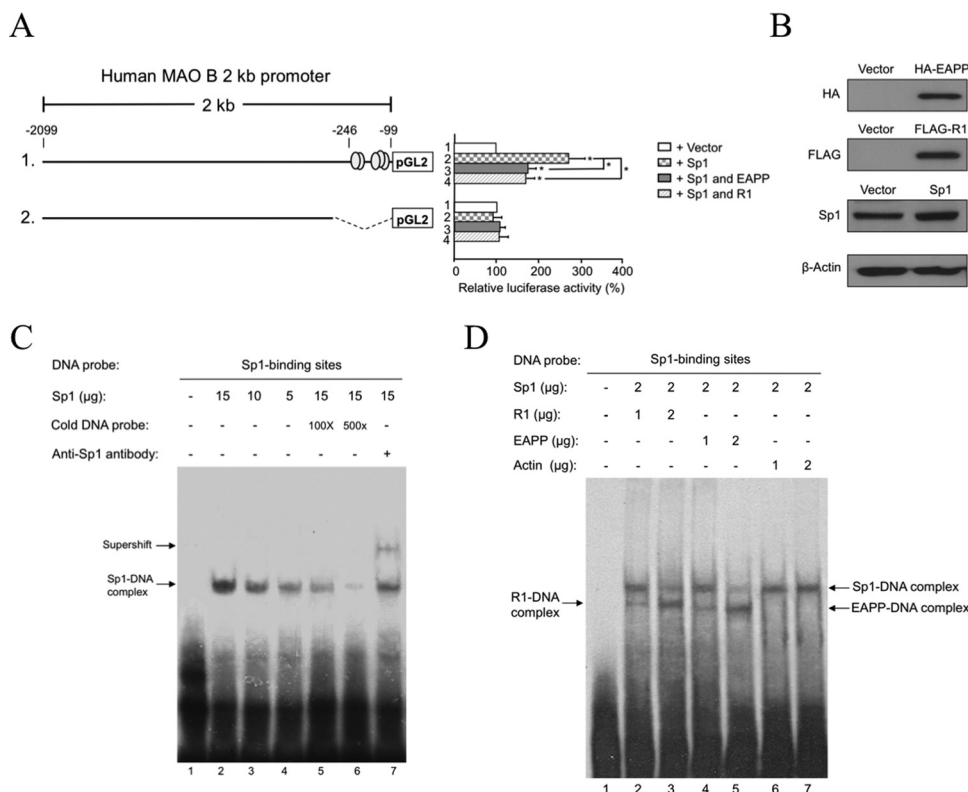 A
Human MAO B 2 kb promoter
2 kb
-2099
-246
-99
1.
pGL2
2.
pGL2
1
2
3
4
1
2
3
4
*
*
*
*
*
+ Vector
+ Sp1
+ Sp1 and EAPP
+ Sp1 and R1
0 100 200 300 400
Relative luciferase activity (%)
B
Vector HA-EAPP
HA
Vector FLAG-R1
FLAG
Vector Sp1
Sp1
β-Actin
C
DNA probe: Sp1-binding sites
Sp1 (µg): - 15 10 5 15 15 15
Cold DNA probe: - - - - 100X 500x -
Anti-Sp1 antibody: - - - - - - +
Supershift
Sp1-DNA
complex
1 2 3 4 5 6 7
D
DNA probe: Sp1-binding sites
Sp1 (µg): - 2 2 2 2 2 2
R1 (µg): - 1 2 - - - -
EAPP (µg): - - - 1 2 - -
Actin (µg): - - - - - 1 2
R1-DNA
complex
Sp1-DNA complex
EAPP-DNA complex
1 2 3 4 5 6 7